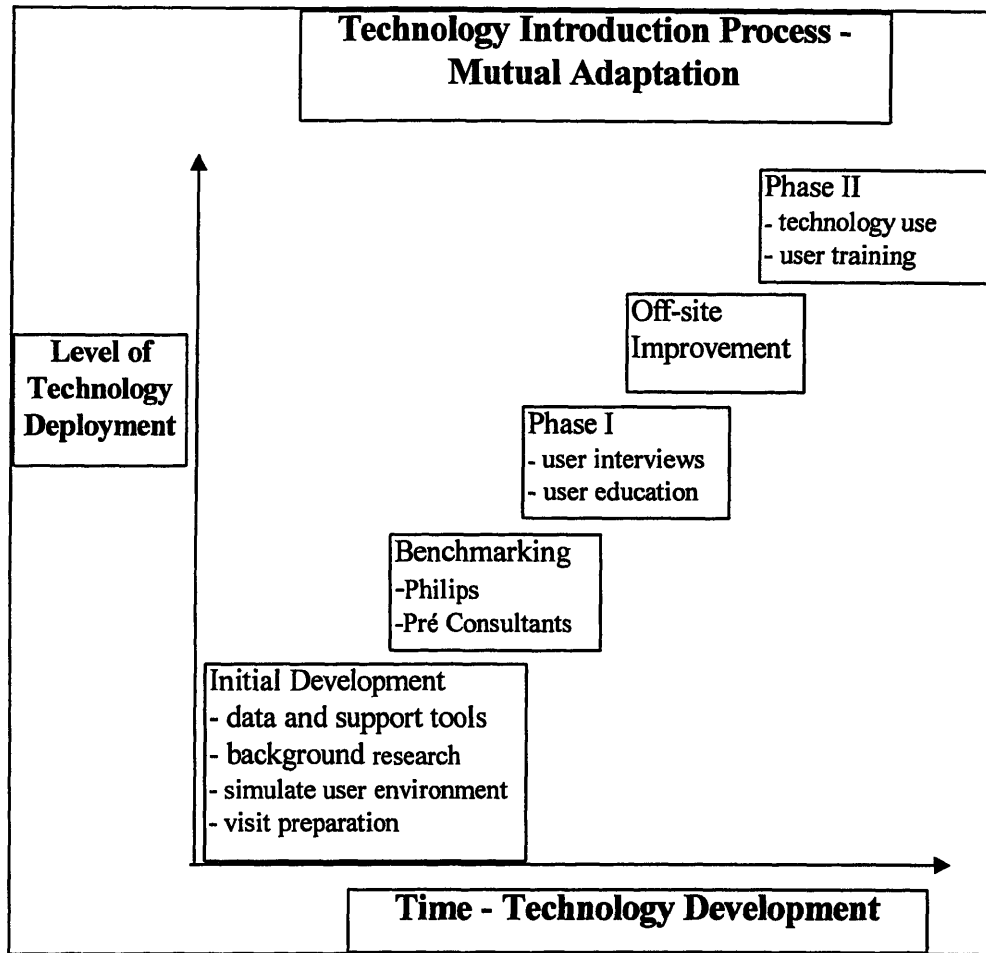 Technology Introduction Process -
Mutual Adaptation
Phase II
- technology use
- user training
Off-site
Improvement
Level of
Technology
Deployment
Phase I
- user interviews
- user education
Benchmarking
-Philips
-Pré Consultants
Initial Development
- data and support tools
- background research
- simulate user environment
- visit preparation
Time - Technology Development